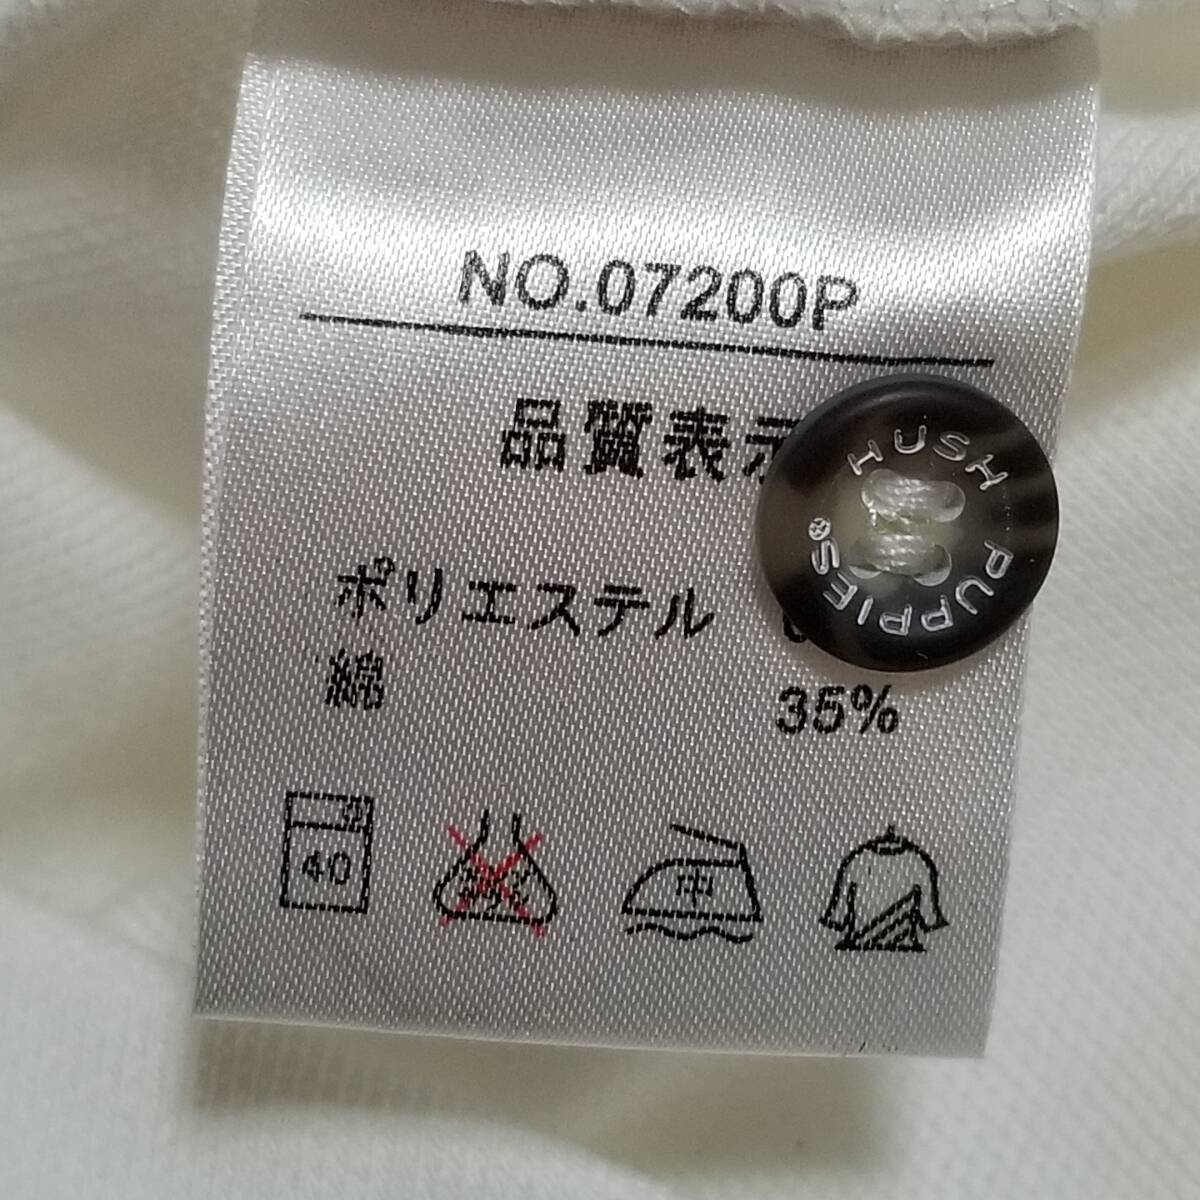 NO.07200P
品質表示
HUSH PUPPIES®
ポリエステル
綿 35%
40
中